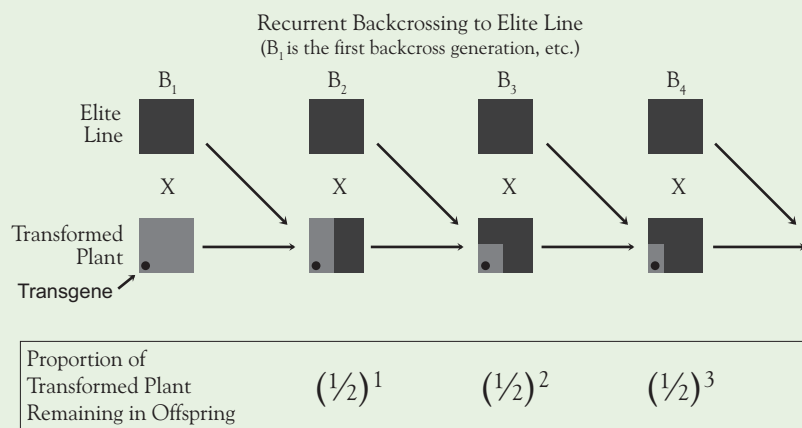 Recurrent Backcrossing to Elite Line
(B₁ is the first backcross generation, etc.)
B₁ B₂ B₃ B₄
Elite
Line
X X X X
Transformed
Plant
Transgene
Proportion of
Transformed Plant
Remaining in Offspring
(½)¹ (½)² (½)³